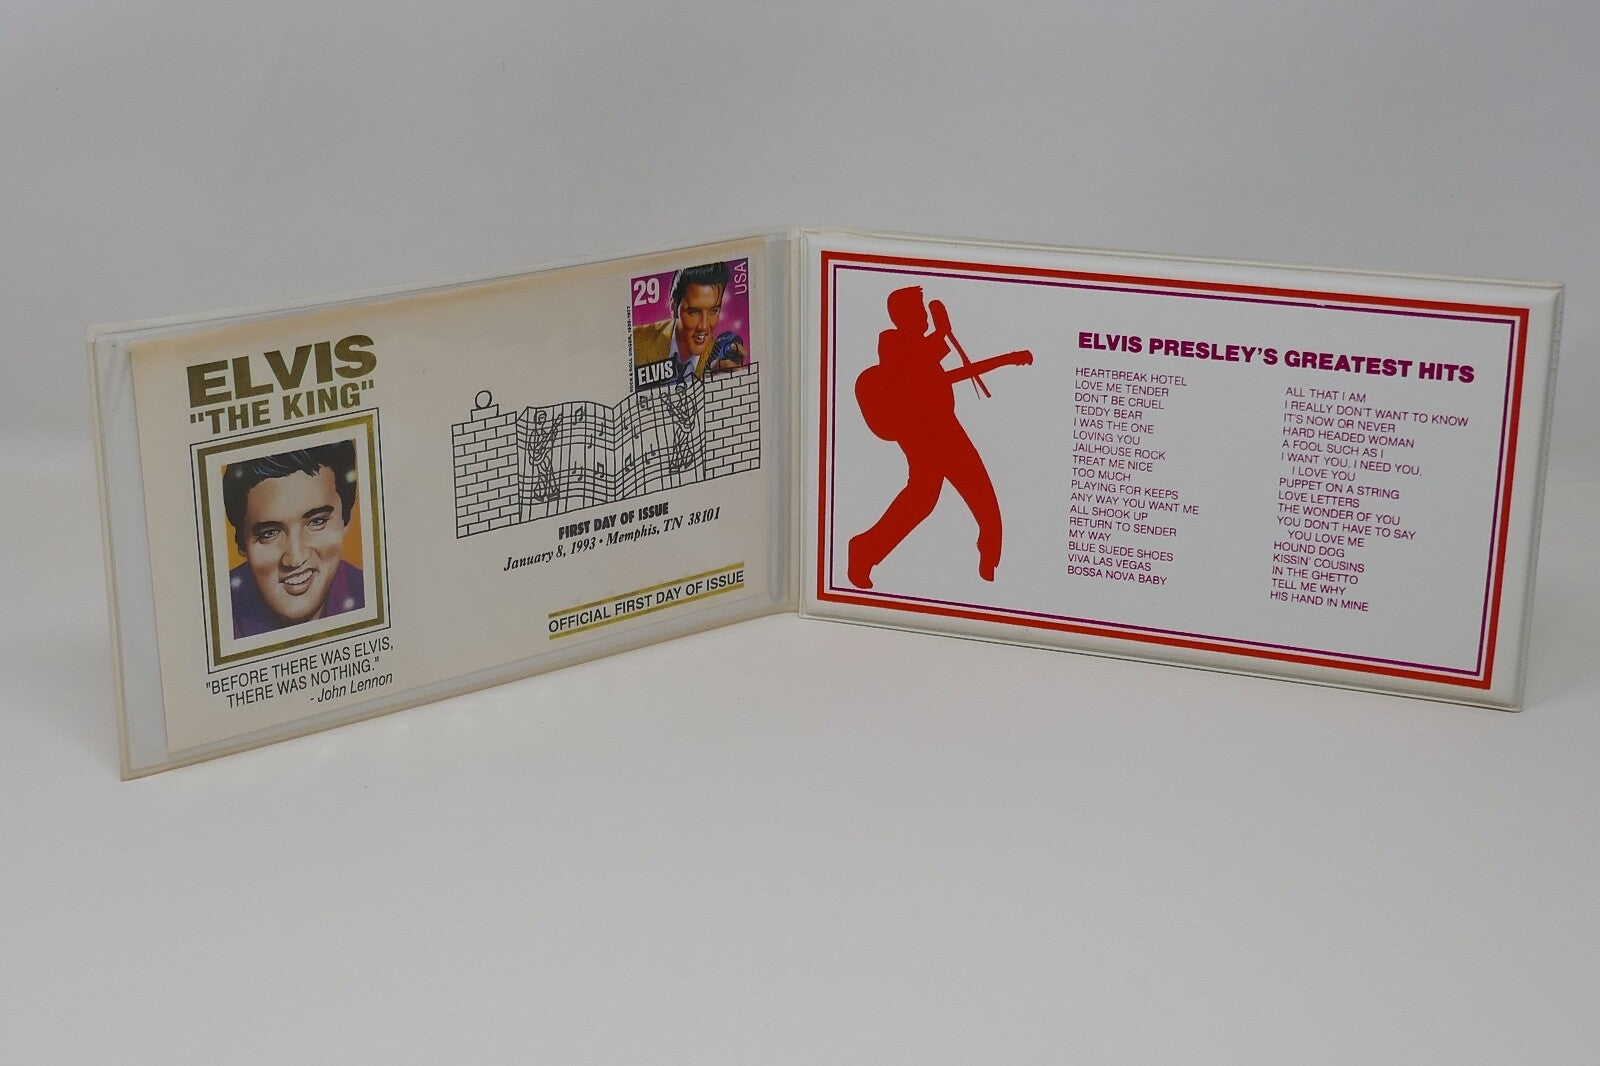 ELVIS
"THE KING"
"BEFORE THERE WAS ELVIS,
THERE WAS NOTHING."
- John Lennon
29
USA
ROCK & ROLL SINGER, 1935-1977
ELVIS
FIRST DAY OF ISSUE
January 8, 1993 • Memphis, TN 38101
OFFICIAL FIRST DAY OF ISSUE
ELVIS PRESLEY'S GREATEST HITS
HEARTBREAK HOTEL
LOVE ME TENDER
DON'T BE CRUEL
TEDDY BEAR
I WAS THE ONE
LOVING YOU
JAILHOUSE ROCK
TREAT ME NICE
TOO MUCH
PLAYING FOR KEEPS
ANY WAY YOU WANT ME
ALL SHOOK UP
RETURN TO SENDER
MY WAY
BLUE SUEDE SHOES
VIVA LAS VEGAS
BOSSA NOVA BABY
ALL THAT I AM
I REALLY DON'T WANT TO KNOW
IT'S NOW OR NEVER
HARD HEADED WOMAN
A FOOL SUCH AS I
I WANT YOU, I NEED YOU,
I LOVE YOU
PUPPET ON A STRING
LOVE LETTERS
THE WONDER OF YOU
YOU DON'T HAVE TO SAY
YOU LOVE ME
HOUND DOG
KISSIN' COUSINS
IN THE GHETTO
TELL ME WHY
HIS HAND IN MINE